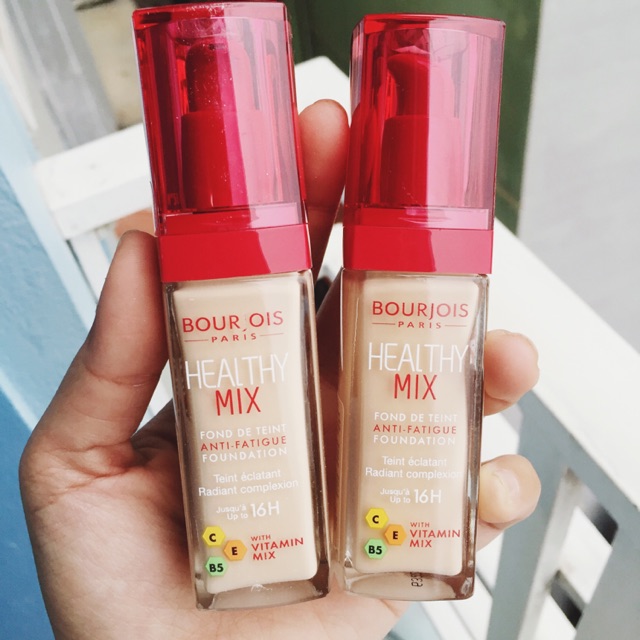 BOUR OIS
PARIS
HEALTHY
MIX
FOND DE TEINT
ANTI-FATIGUE
FOUNDATION
Teint éclatant
Radiant complexion
Jusqu'à
Up to 16H
C
E
B5
WITH
VITAMIN
MIX
BOURJOIS
PARIS
HEALTHY
MIX
FOND DE TEINT
ANTI-FATIGUE
FOUNDATION
Teint éclatant
Radiant complexion
Jusqu'à
Up to 16H
C
E
B5
WITH
VITAMIN
MIX